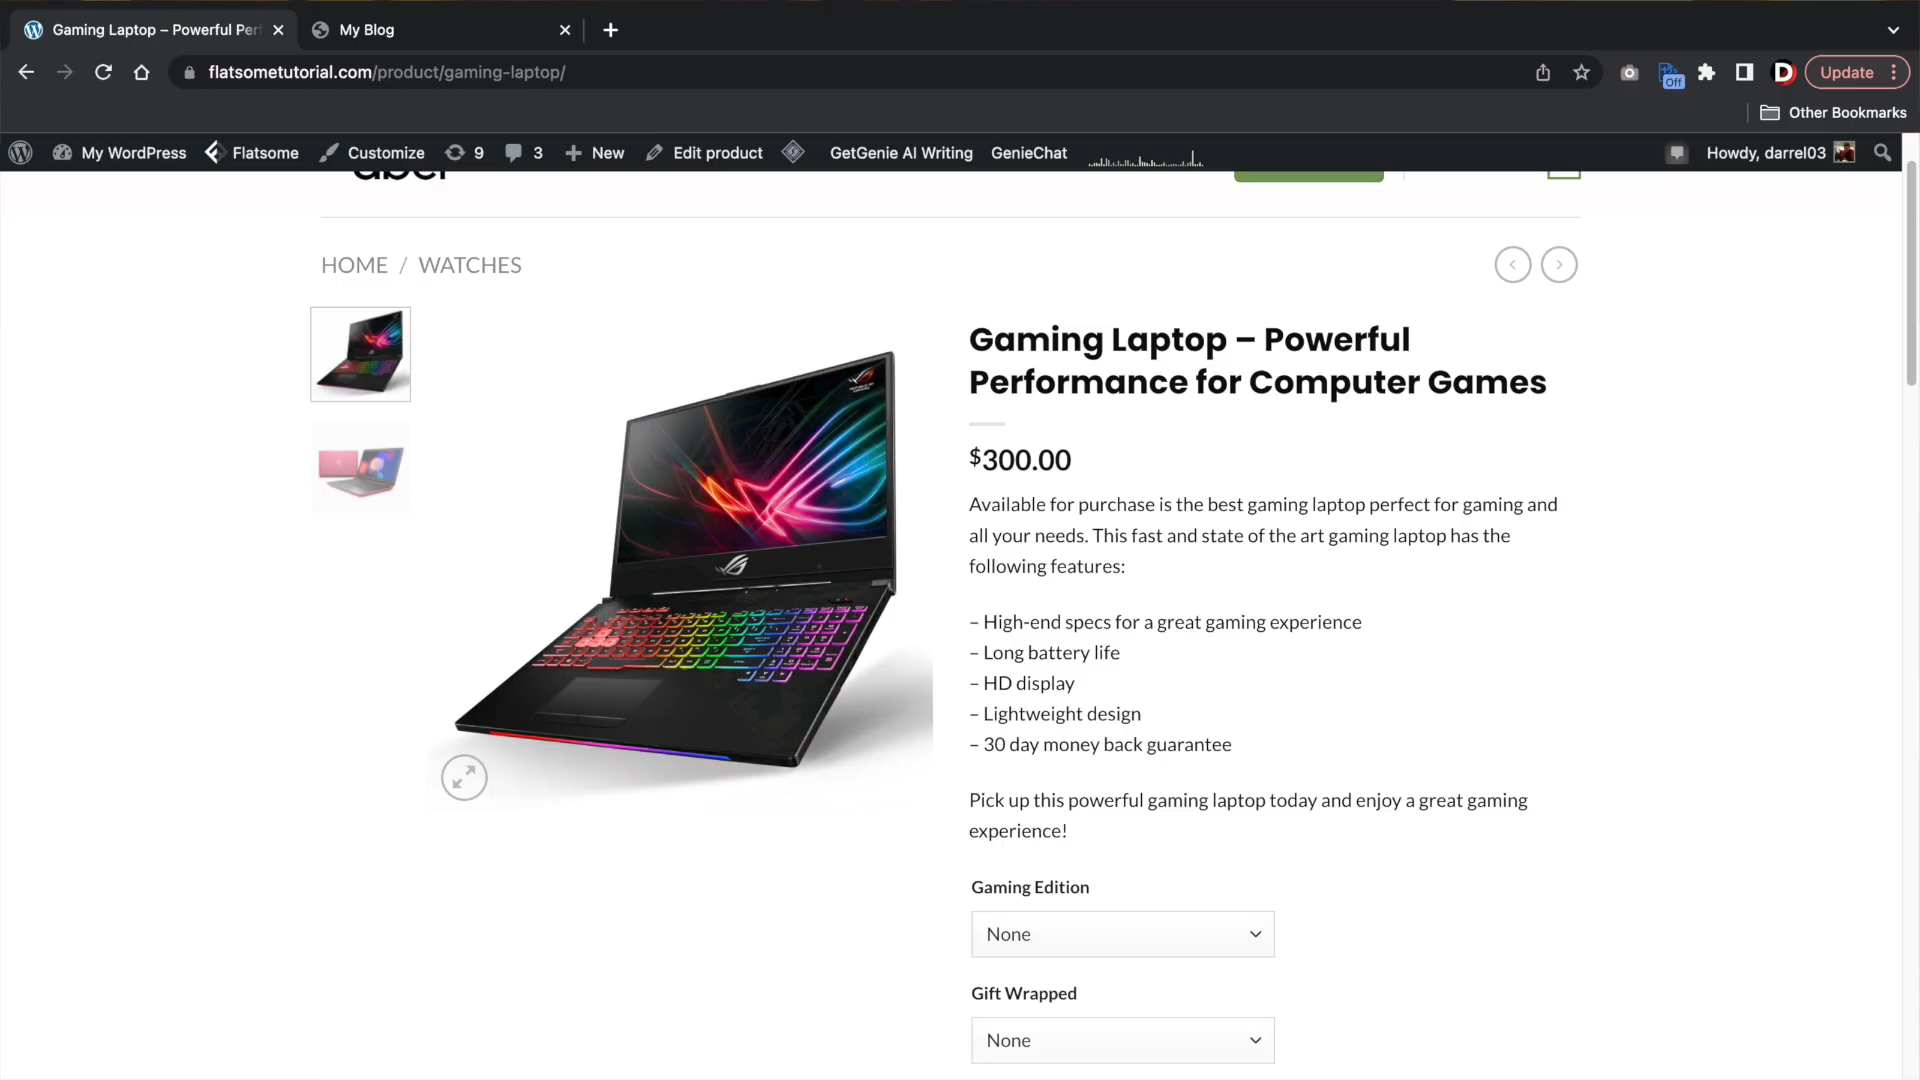 Gaming Laptop – Powerful Per
My Blog
flatsometutorial.com/product/gaming-laptop/
Off
Update
Other Bookmarks
My WordPress
Flatsome
Customize
9
3
New
Edit product
GetGenie AI Writing
GenieChat
Howdy, darrel03
HOME / WATCHES
Gaming Laptop – Powerful
Performance for Computer Games
$300.00
Available for purchase is the best gaming laptop perfect for gaming and
all your needs. This fast and state of the art gaming laptop has the
following features:
– High-end specs for a great gaming experience
– Long battery life
– HD display
– Lightweight design
– 30 day money back guarantee
Pick up this powerful gaming laptop today and enjoy a great gaming
experience!
Gaming Edition
None
Gift Wrapped
None